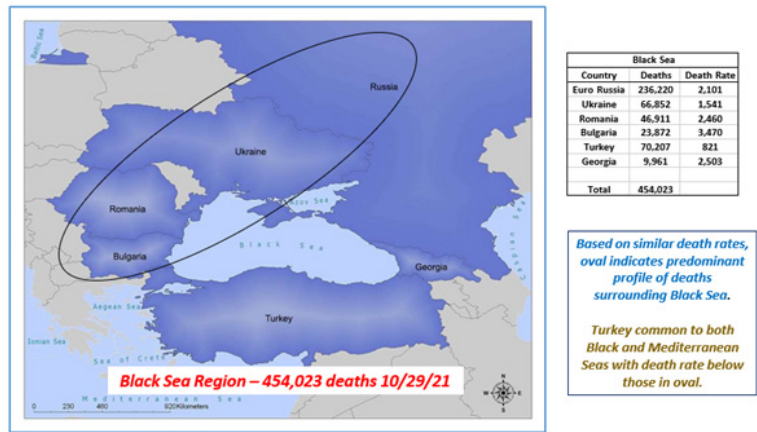 Baltic Sea
Russia
Ukraine
Romania
Azov Sea
Black Sea
Bulgaria
Caspian Sea
Georgia
Aegean Sea
Turkey
Ionian Sea
Sea of Crete
Black Sea Region – 454,023 deaths 10/29/21
Mediterranean Sea
N
W E
S
0 230 460 920 Kilometers
Black Sea
Country Deaths Death Rate
Euro Russia 236,220 2,101
Ukraine 66,852 1,541
Romania 46,911 2,460
Bulgaria 23,872 3,470
Turkey 70,207 821
Georgia 9,961 2,503
Total 454,023
Based on similar death rates,
oval indicates predominant
profile of deaths
surrounding Black Sea.
Turkey common to both
Black and Mediterranean
Seas with death rate below
those in oval.